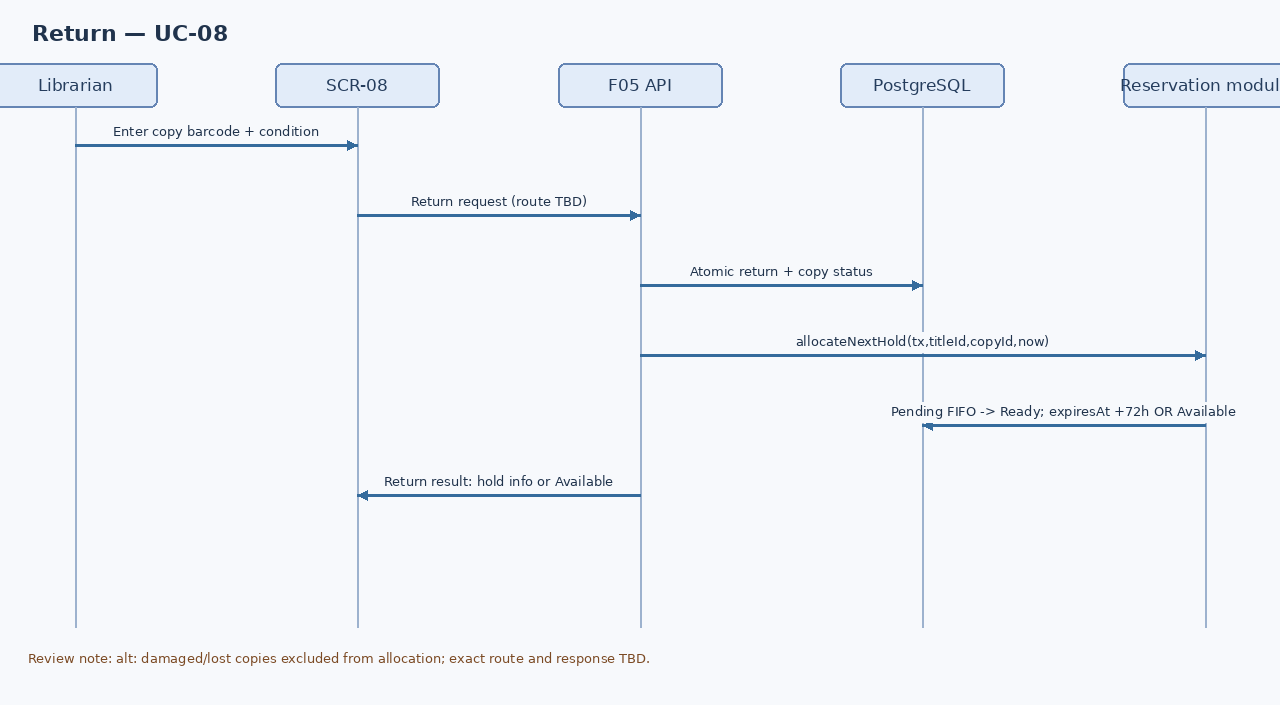 Return — UC-08
Librarian
SCR-08
F05 API
PostgreSQL
Reservation modul
Enter copy barcode + condition
Return request (route TBD)
Atomic return + copy status
allocateNextHold(tx,titleId,copyId,now)
Pending FIFO -> Ready; expiresAt +72h OR Available
Return result: hold info or Available
Review note: alt: damaged/lost copies excluded from allocation; exact route and response TBD.